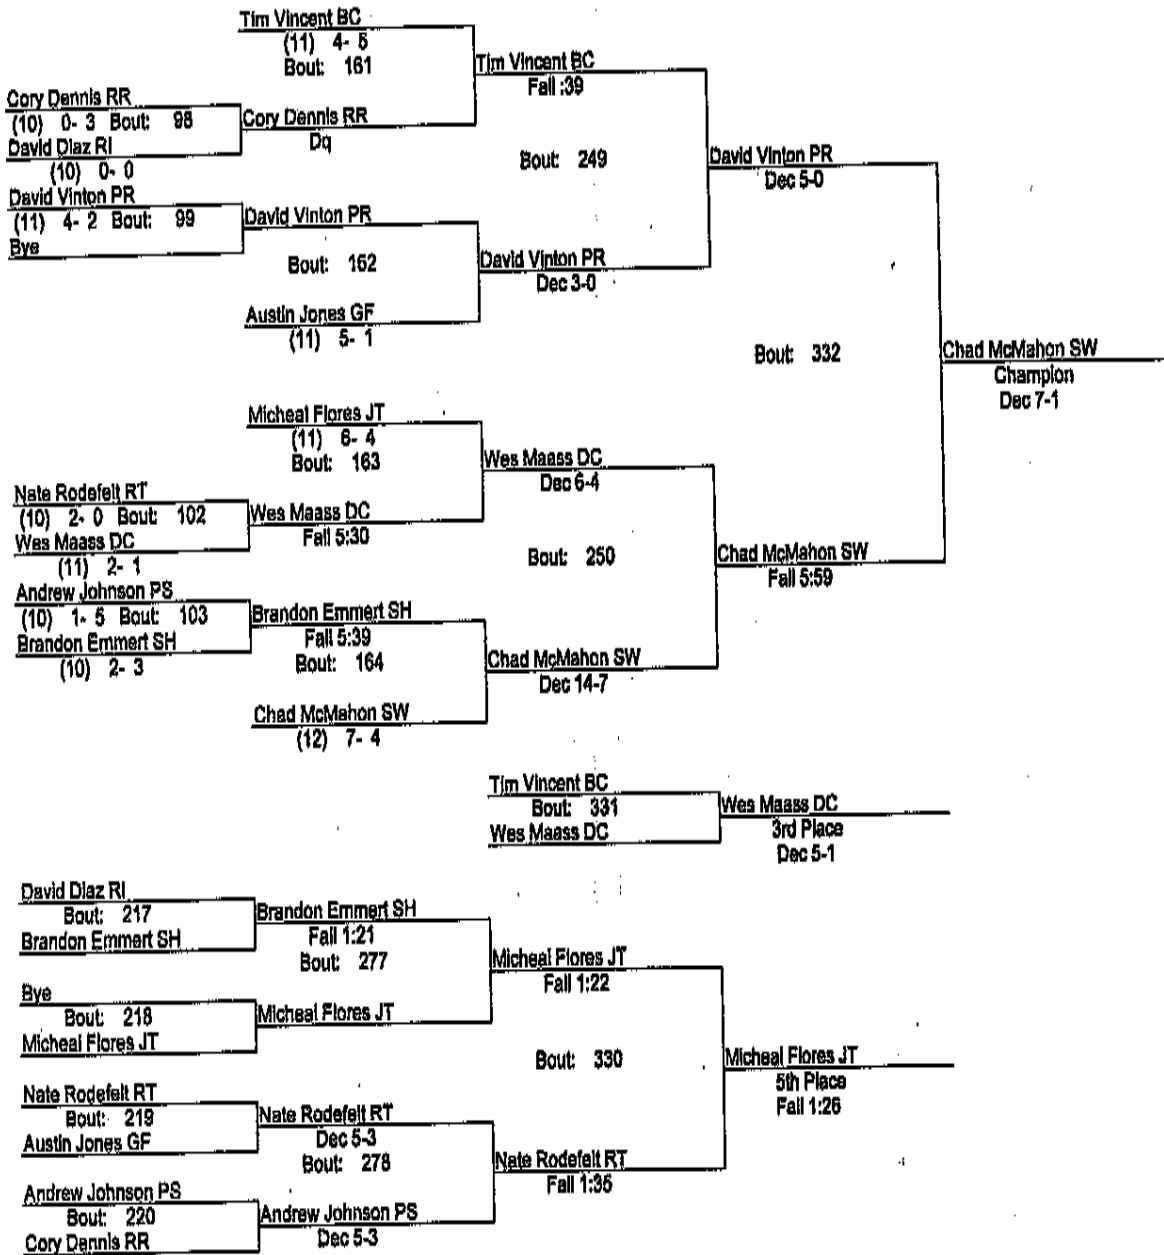 Tim Vincent BC
(11) 4- 5
Bout: 161
Tim Vincent BC
Fall :39
Cory Dennis RR
(10) 0- 3 Bout: 98
Cory Dennis RR
Dq
David Diaz RI
(10) 0- 0
Bout: 249
David Vinton PR
Dec 5-0
David Vinton PR
(11) 4- 2 Bout: 99
David Vinton PR
Bye
Bout: 162
David Vinton PR
Dec 3-0
Austin Jones GF
(11) 5- 1
Bout: 332
Chad McMahon SW
Champion
Dec 7-1
Micheal Flores JT
(11) 6- 4
Bout: 163
Wes Maass DC
Dec 6-4
Nate Rodefelt RT
(10) 2- 0 Bout: 102
Wes Maass DC
Fall 5:30
Wes Maass DC
(11) 2- 1
Bout: 250
Chad McMahon SW
Fall 5:59
Andrew Johnson PS
(10) 1- 5 Bout: 103
Brandon Emmert SH
Fall 5:39
Bout: 164
Brandon Emmert SH
(10) 2- 3
Chad McMahon SW
Dec 14-7
Chad McMahon SW
(12) 7- 4
Tim Vincent BC
Bout: 331
Wes Maass DC
Wes Maass DC
3rd Place
Dec 5-1
David Diaz RI
Bout: 217
Brandon Emmert SH
Brandon Emmert SH
Fall 1:21
Bout: 277
Micheal Flores JT
Fall 1:22
Bye
Bout: 218
Micheal Flores JT
Micheal Flores JT
Bout: 330
Micheal Flores JT
5th Place
Fall 1:26
Nate Rodefelt RT
Bout: 219
Austin Jones GF
Nate Rodefelt RT
Dec 5-3
Bout: 278
Nate Rodefelt RT
Fall 1:35
Andrew Johnson PS
Bout: 220
Cory Dennis RR
Andrew Johnson PS
Dec 5-3